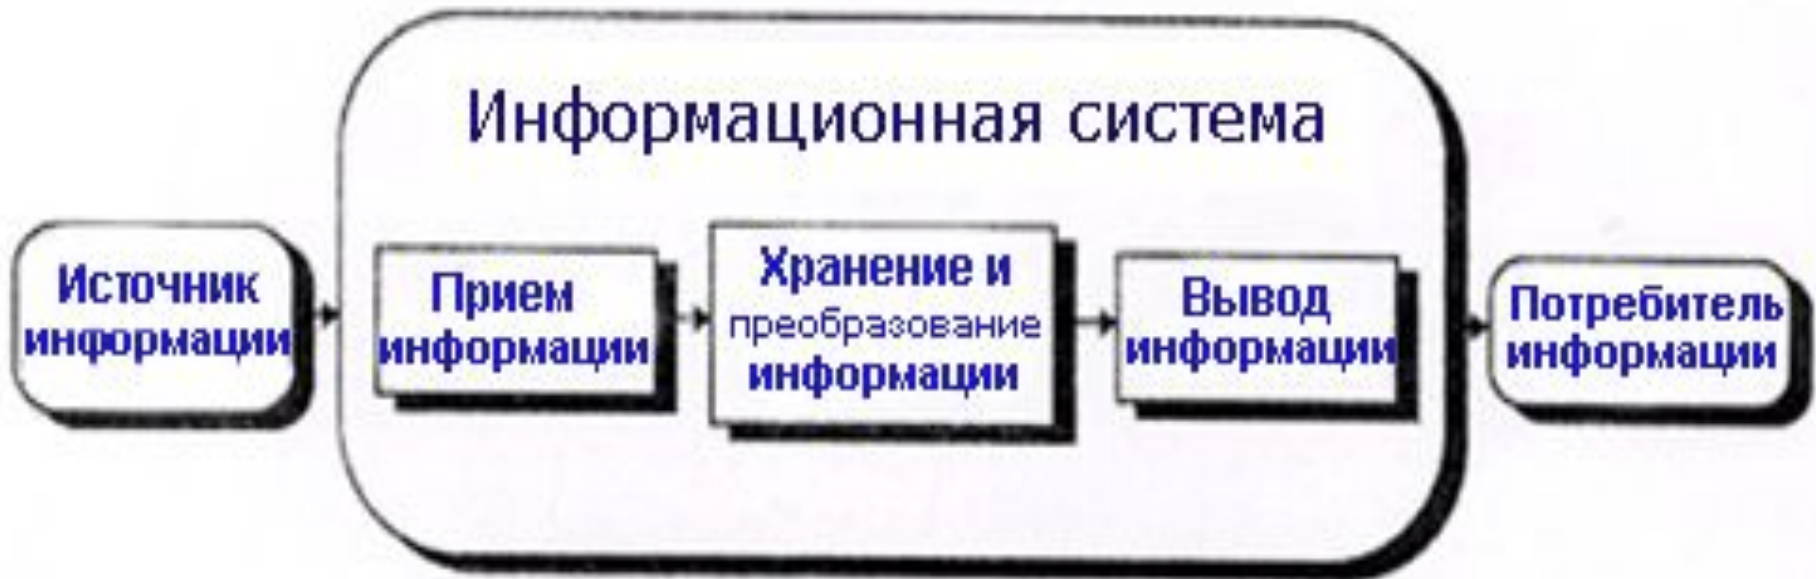 Информационная система
Источник
информации
Прием
информации
Хранение и
преобразование
информации
Вывод
информации
Потребитель
информации